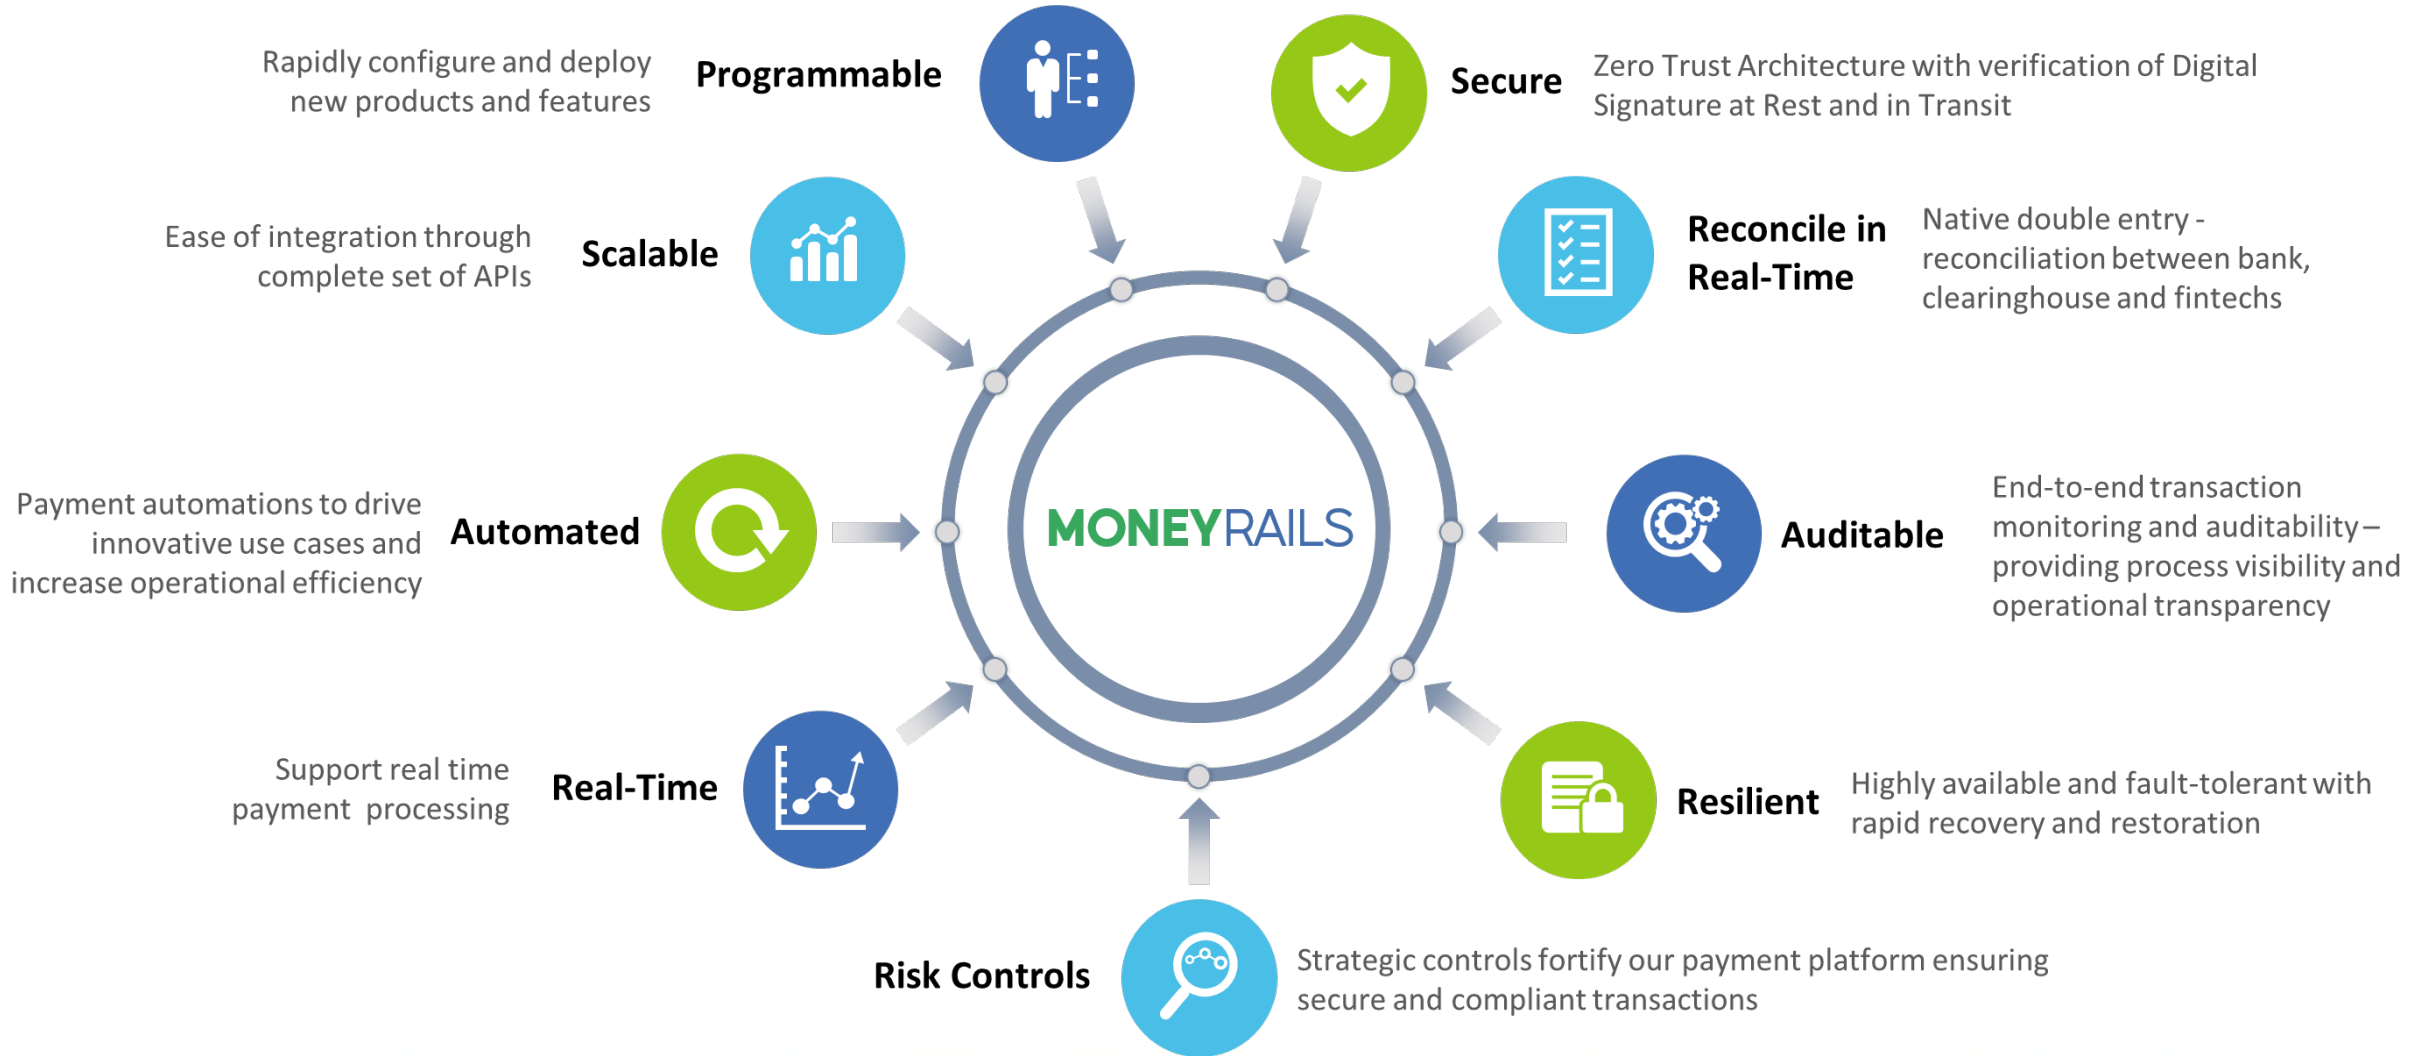 Programmable
Rapidly configure and deploy
new products and features
Secure
Zero Trust Architecture with verification of Digital
Signature at Rest and in Transit
Scalable
Ease of integration through
complete set of APIs
Reconcile in
Real-Time
Native double entry -
reconciliation between bank,
clearinghouse and fintechs
Automated
Payment automations to drive
innovative use cases and
increase operational efficiency
MONEYRAILS
Auditable
End-to-end transaction
monitoring and auditability –
providing process visibility and
operational transparency
Real-Time
Support real time
payment  processing
Resilient
Highly available and fault-tolerant with
rapid recovery and restoration
Risk Controls
Strategic controls fortify our payment platform ensuring
secure and compliant transactions